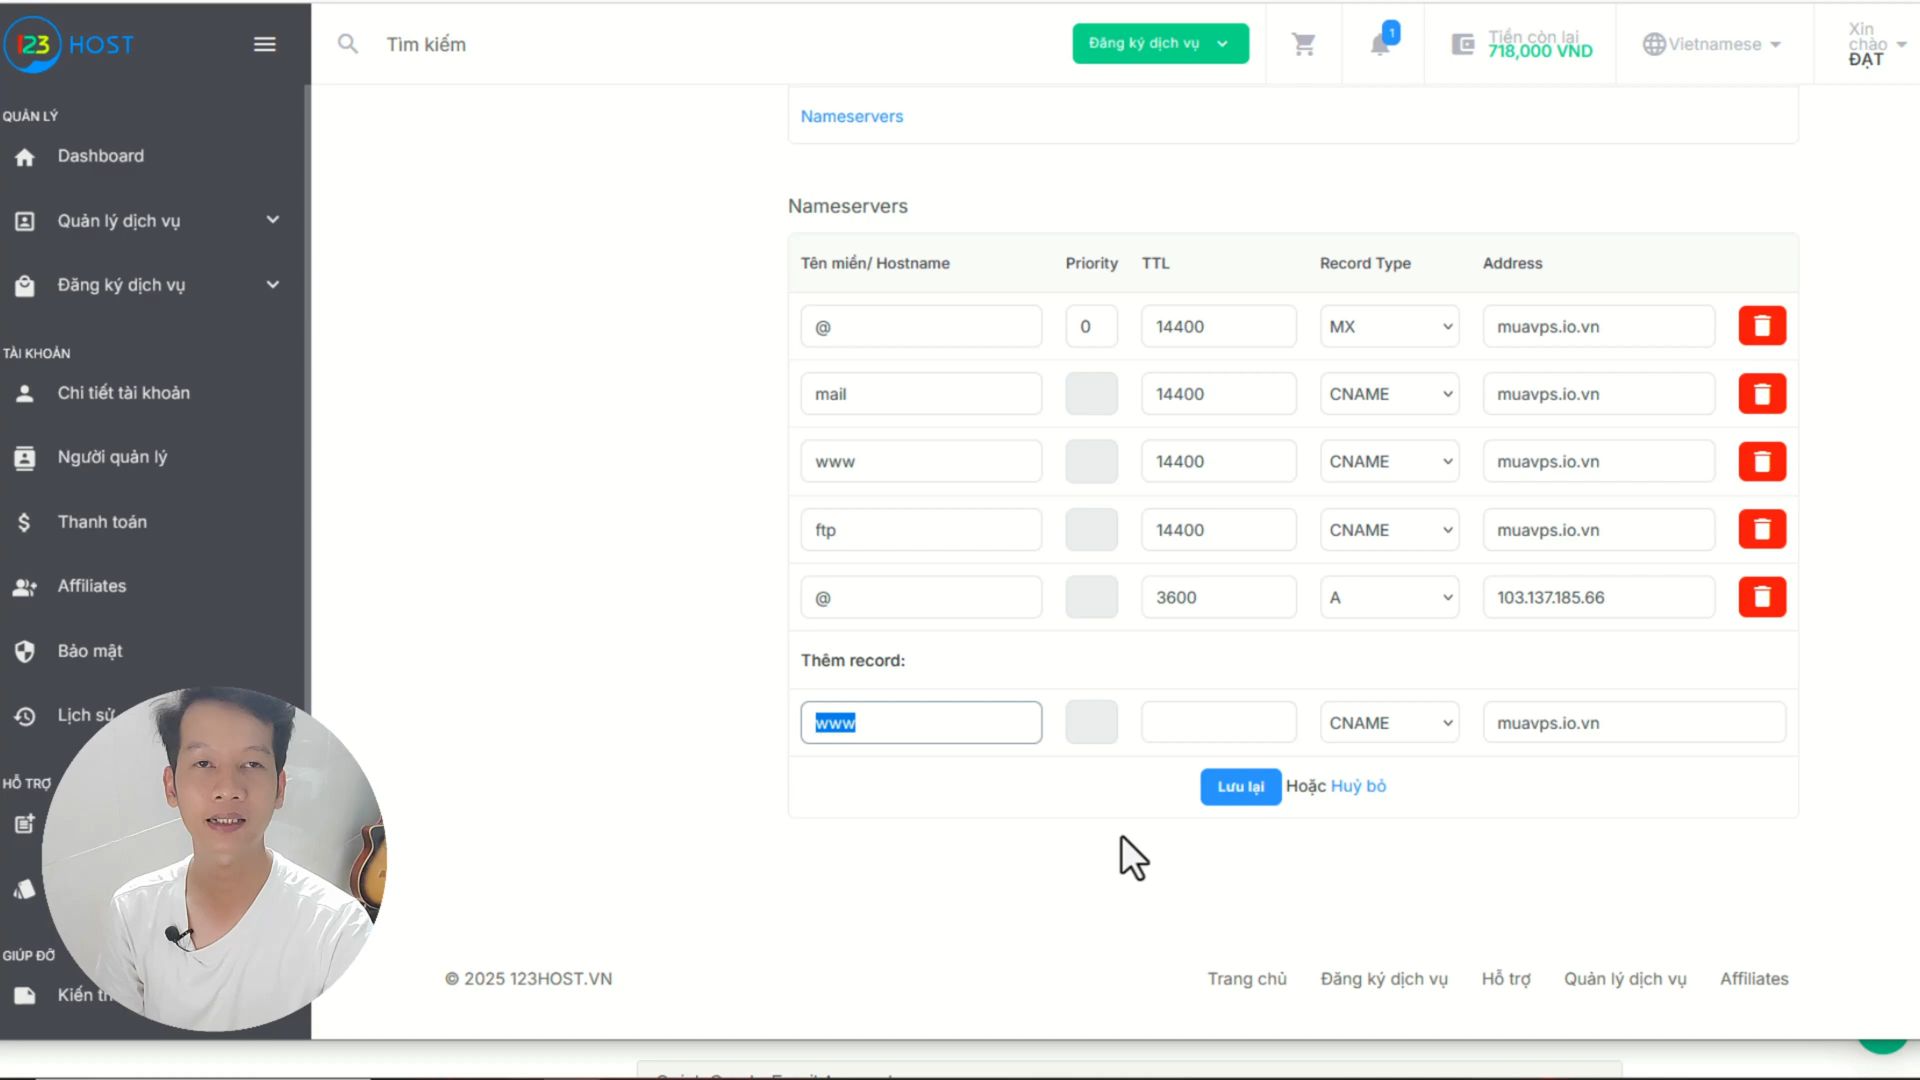 123 HOST
Tìm kiếm
Đăng ký dịch vụ
1
Tiền còn lại
718,000 VND
Vietnamese
Xin
chào
ĐẠT
QUẢN LÝ
Dashboard
Quản lý dịch vụ
Đăng ký dịch vụ
TÀI KHOẢN
Chi tiết tài khoản
Người quản lý
Thanh toán
Affiliates
Bảo mật
Lịch sử
HỖ TRỢ
GIÚP ĐỠ
Kiến
Nameservers
Nameservers
Tên miền/ Hostname Priority TTL Record Type Address
@ 0 14400 MX muavps.io.vn
mail 14400 CNAME muavps.io.vn
www 14400 CNAME muavps.io.vn
ftp 14400 CNAME muavps.io.vn
@ 3600 A 103.137.185.66
Thêm record:
www CNAME muavps.io.vn
Lưu lại Hoặc Huỷ bỏ
© 2025 123HOST.VN
Trang chủ Đăng ký dịch vụ Hỗ trợ Quản lý dịch vụ Affiliates